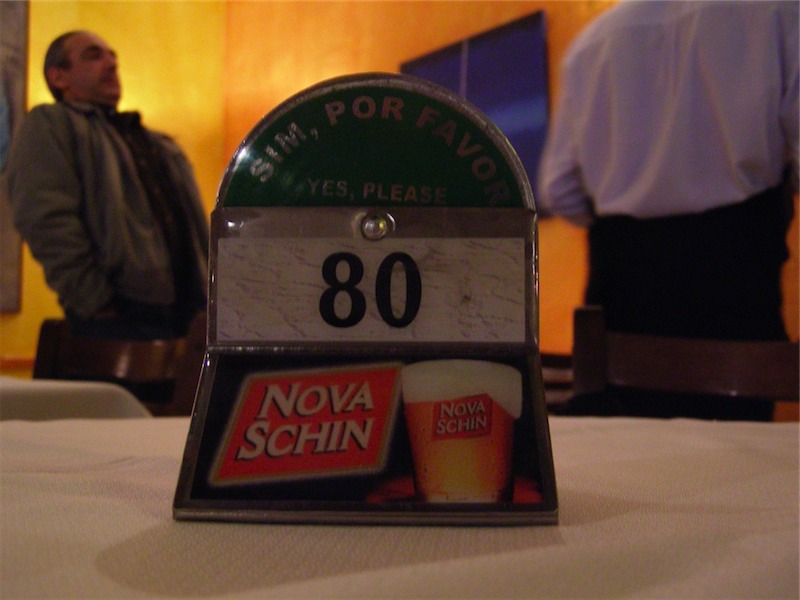 SIM, POR FAVOR
YES, PLEASE
80
NOVA
SCHIN
NOVA
SCHIN